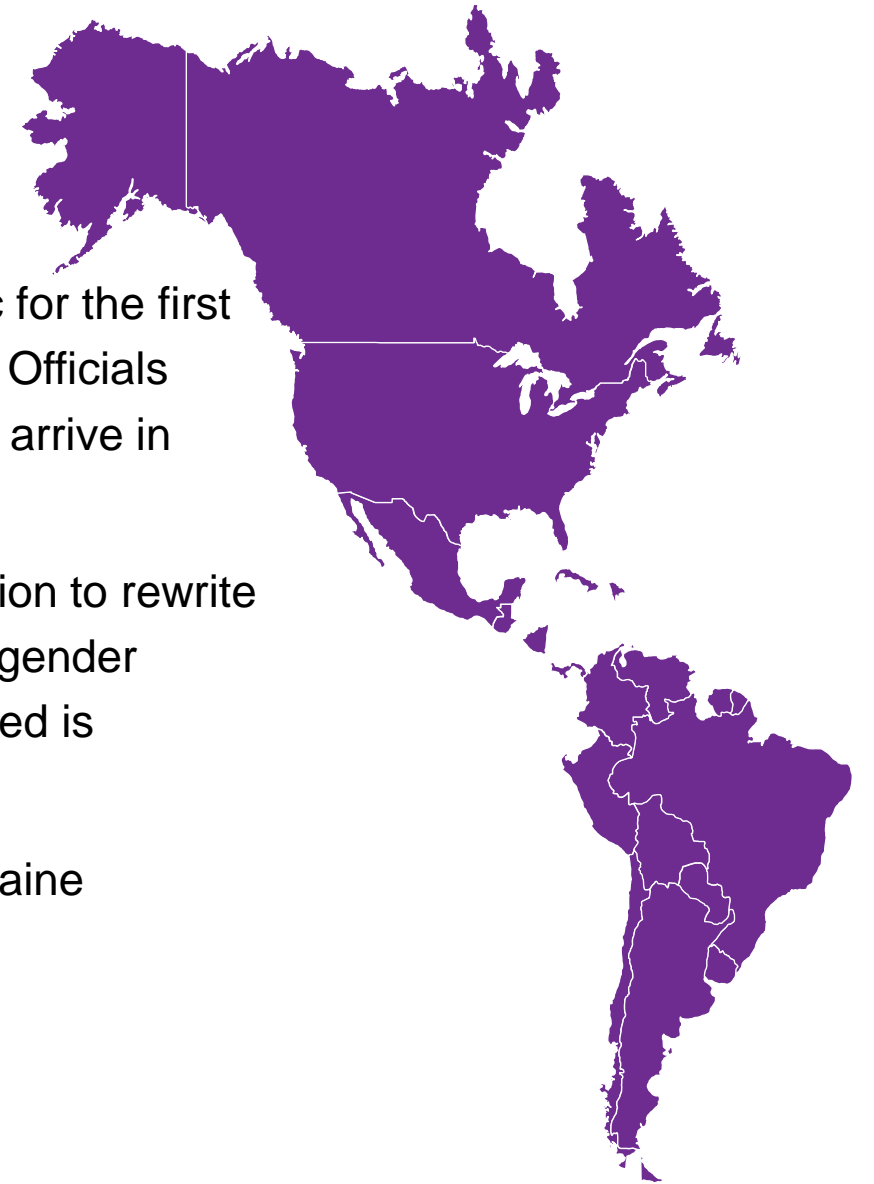 for the first
Officials
arrive in
ion to rewrite
gender
ed is
aine